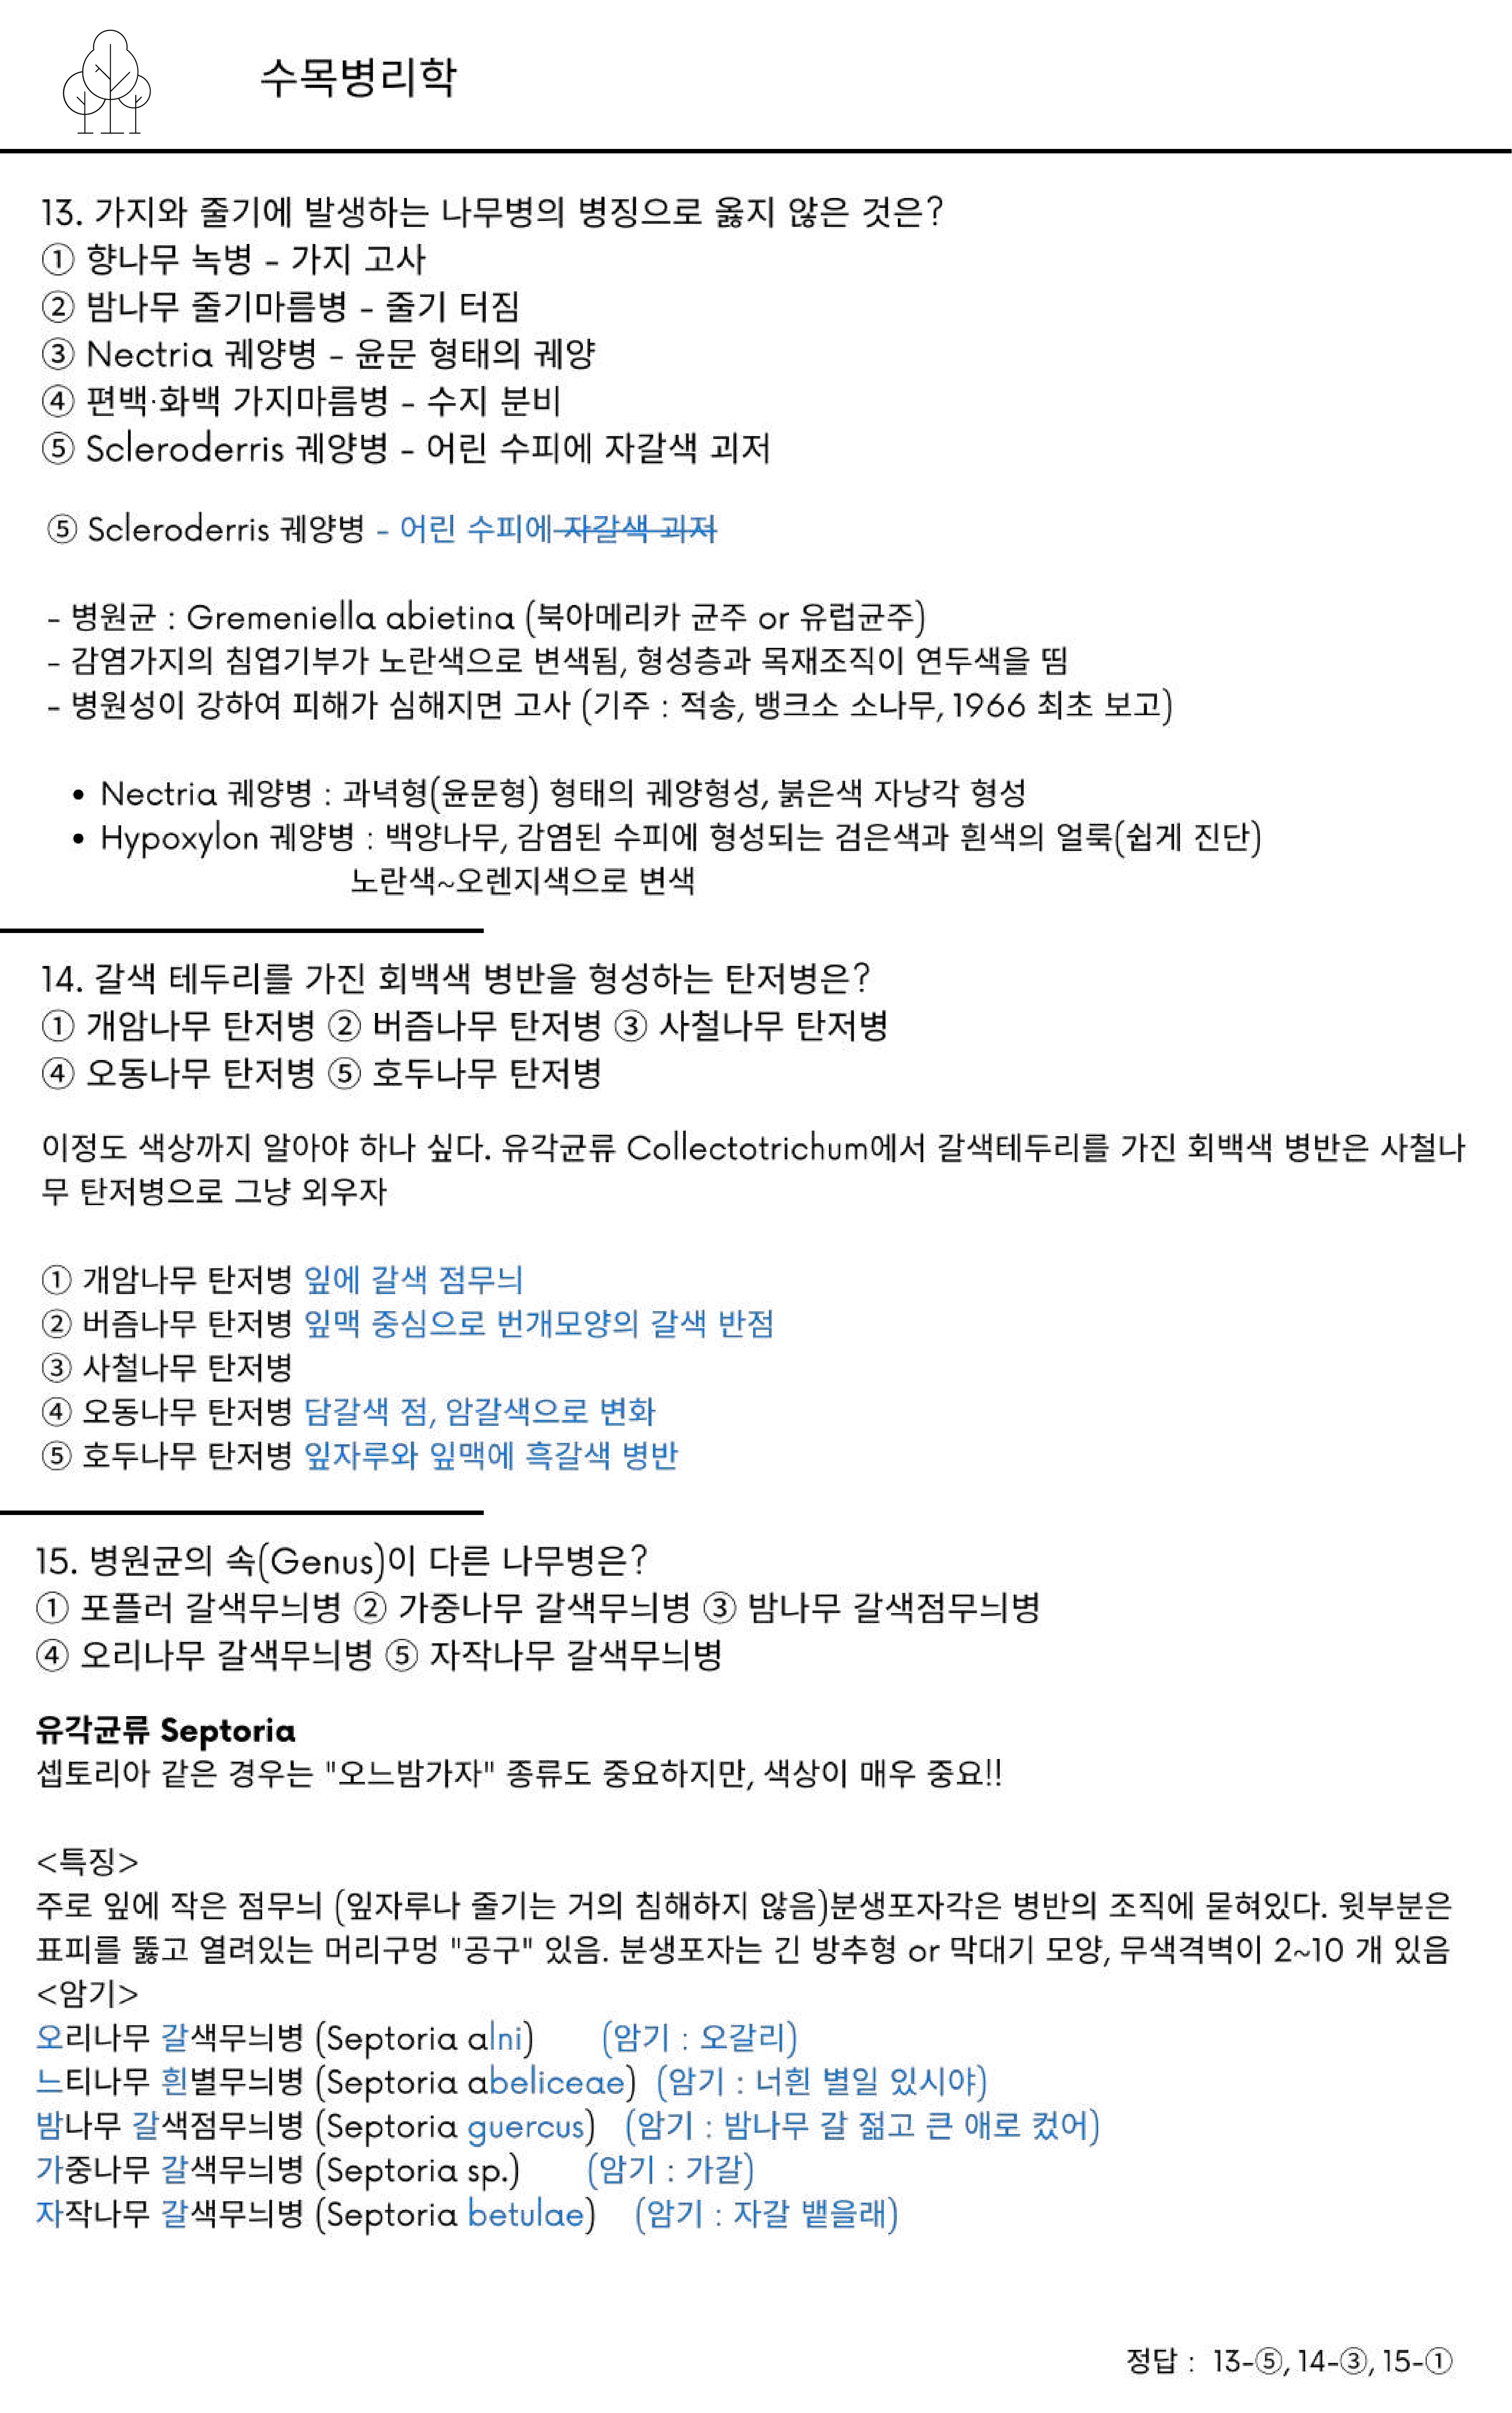 수목병리학
13. 가지와 줄기에 발생하는 나무병의 병징으로 옳지 않은 것은?
① 향나무 녹병 - 가지 고사
② 밤나무 줄기마름병 - 줄기 터짐
③ Nectria 궤양병 - 윤문 형태의 궤양
④ 편백·화백 가지마름병 - 수지 분비
⑤ Scleroderris 궤양병 - 어린 수피에 자갈색 괴저
⑤ Scleroderris 궤양병 - 어린 수피에 자갈색 괴저
- 병원균 : Gremeniella abietina (북아메리카 균주 or 유럽균주)
- 감염가지의 침엽기부가 노란색으로 변색됨, 형성층과 목재조직이 연두색을 띰
- 병원성이 강하여 피해가 심해지면 고사 (기주 : 적송, 뱅크소 소나무, 1966 최초 보고)
• Nectria 궤양병 : 과녁형(윤문형) 형태의 궤양형성, 붉은색 자낭각 형성
• Hypoxylon 궤양병 : 백양나무, 감염된 수피에 형성되는 검은색과 흰색의 얼룩(쉽게 진단)
노란색~오렌지색으로 변색
14. 갈색 테두리를 가진 회백색 병반을 형성하는 탄저병은?
① 개암나무 탄저병 ② 버즘나무 탄저병 ③ 사철나무 탄저병
④ 오동나무 탄저병 ⑤ 호두나무 탄저병
이정도 색상까지 알아야 하나 싶다. 유각균류 Collectotrichum에서 갈색테두리를 가진 회백색 병반은 사철나
무 탄저병으로 그냥 외우자
① 개암나무 탄저병 잎에 갈색 점무늬
② 버즘나무 탄저병 잎맥 중심으로 번개모양의 갈색 반점
③ 사철나무 탄저병
④ 오동나무 탄저병 담갈색 점, 암갈색으로 변화
⑤ 호두나무 탄저병 잎자루와 잎맥에 흑갈색 병반
15. 병원균의 속(Genus)이 다른 나무병은?
① 포플러 갈색무늬병 ② 가중나무 갈색무늬병 ③ 밤나무 갈색점무늬병
④ 오리나무 갈색무늬병 ⑤ 자작나무 갈색무늬병
유각균류 Septoria
셉토리아 같은 경우는 "오느밤가자" 종류도 중요하지만, 색상이 매우 중요!!
<특징>
주로 잎에 작은 점무늬 (잎자루나 줄기는 거의 침해하지 않음)분생포자각은 병반의 조직에 묻혀있다. 윗부분은
표피를 뚫고 열려있는 머리구멍 "공구" 있음. 분생포자는 긴 방추형 or 막대기 모양, 무색격벽이 2~10 개 있음
<암기>
오리나무 갈색무늬병 (Septoria alni) (암기 : 오갈리)
느티나무 흰별무늬병 (Septoria abeliceae) (암기 : 너흰 별일 있시야)
밤나무 갈색점무늬병 (Septoria guercus) (암기 : 밤나무 갈 젊고 큰 애로 컸어)
가중나무 갈색무늬병 (Septoria sp.) (암기 : 가갈)
자작나무 갈색무늬병 (Septoria betulae) (암기 : 자갈 뱉을래)
정답 : 13-⑤, 14-③, 15-①